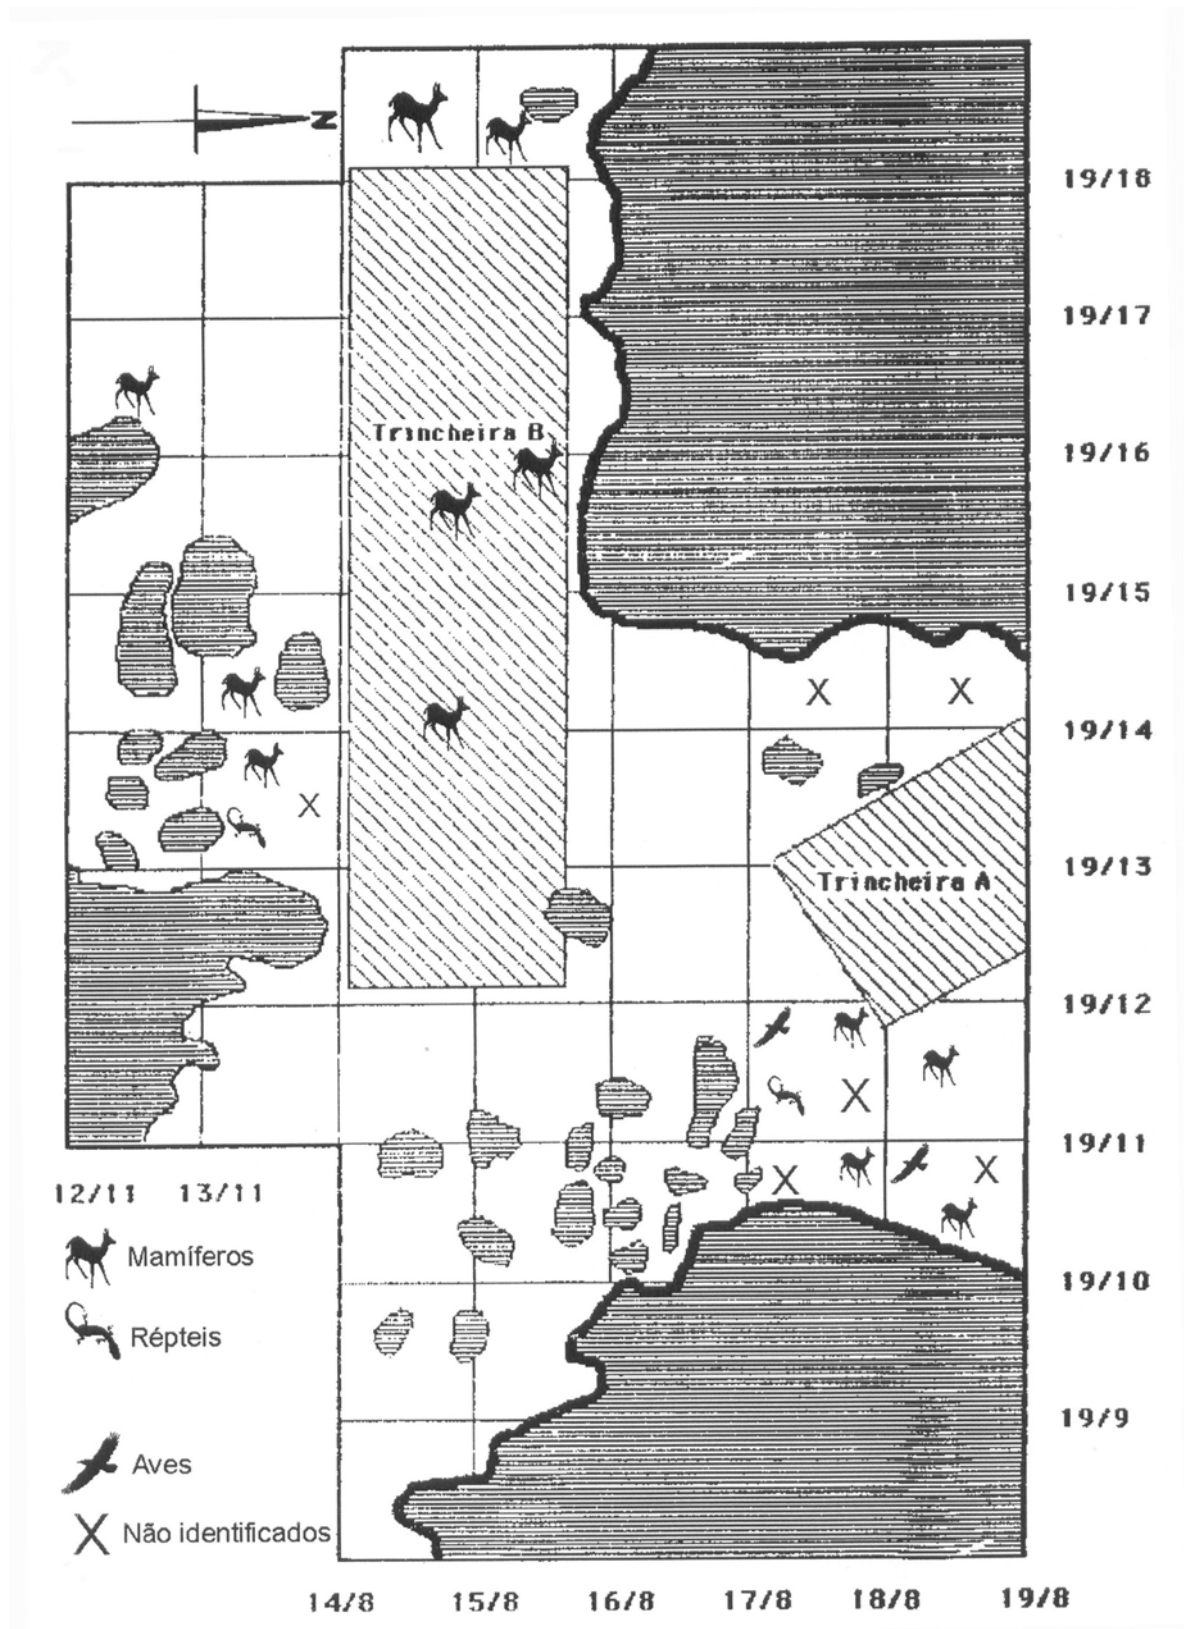 N
19/18
19/17
Trincheira B
19/16
19/15
19/14
19/13
Trincheira A
19/12
19/11
12/11 13/11
Mamíferos
19/10
Répteis
19/9
Aves
X Não identificados
14/8 15/8 16/8 17/8 18/8 19/8